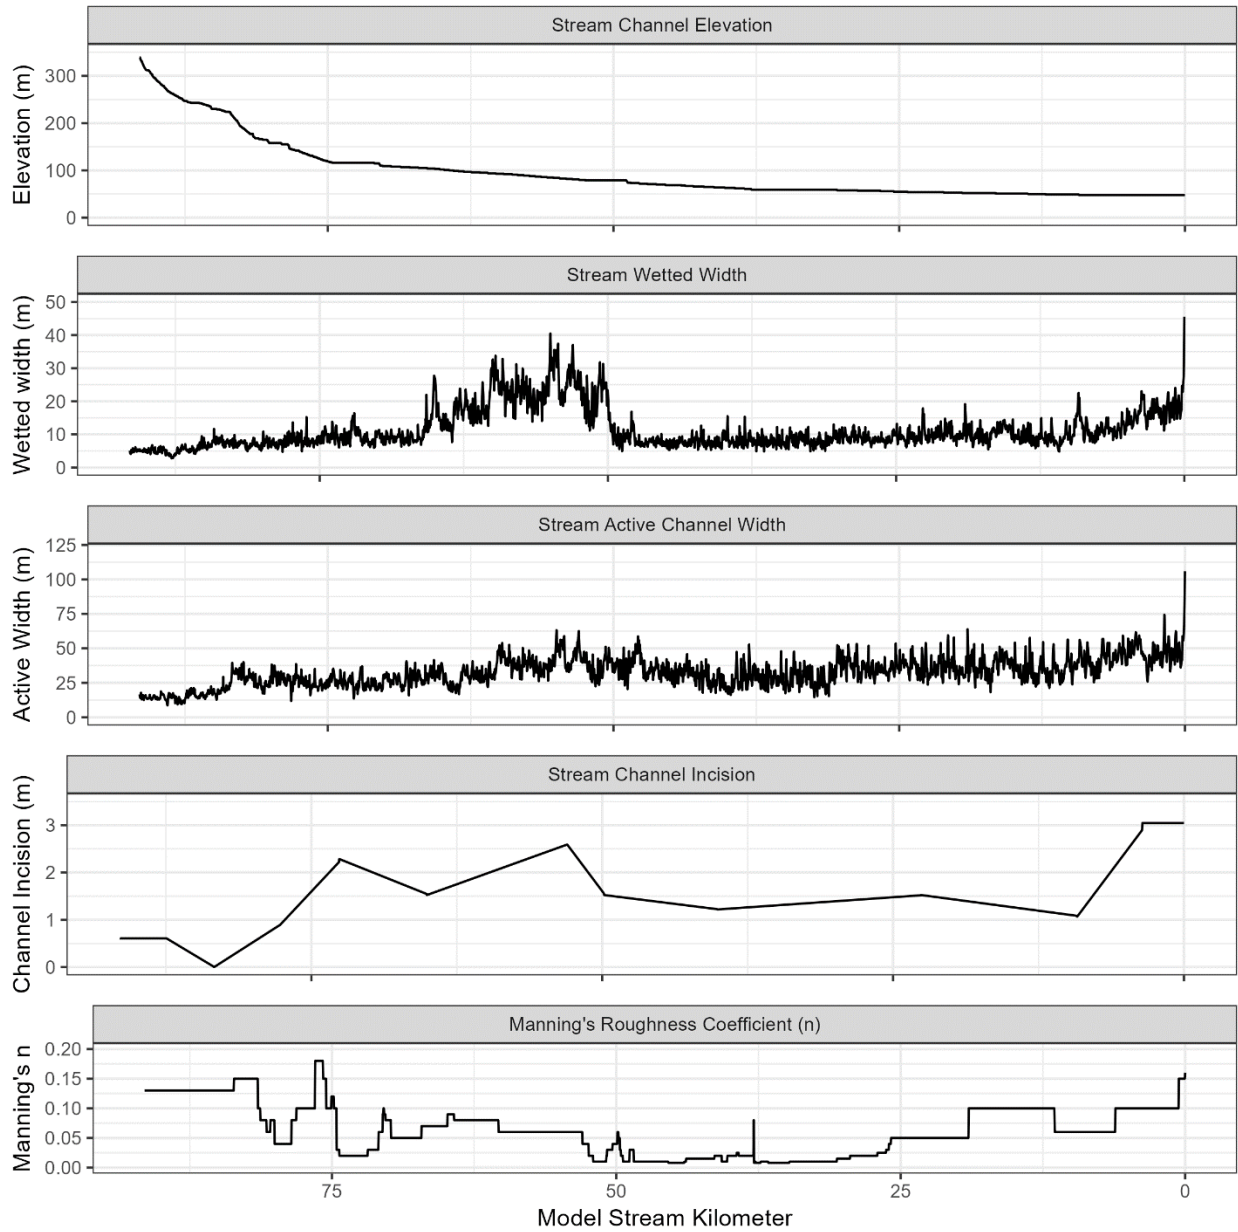 Stream Channel Elevation
Elevation (m)
300
200
100
0
Stream Wetted Width
Wetted width (m)
50
40
30
20
10
0
Stream Active Channel Width
Active Width (m)
125
100
75
50
25
0
Stream Channel Incision
Channel Incision (m)
3
2
1
0
Manning's Roughness Coefficient (n)
Manning's n
0.20
0.15
0.10
0.05
0.00
75 50 25 0
Model Stream Kilometer